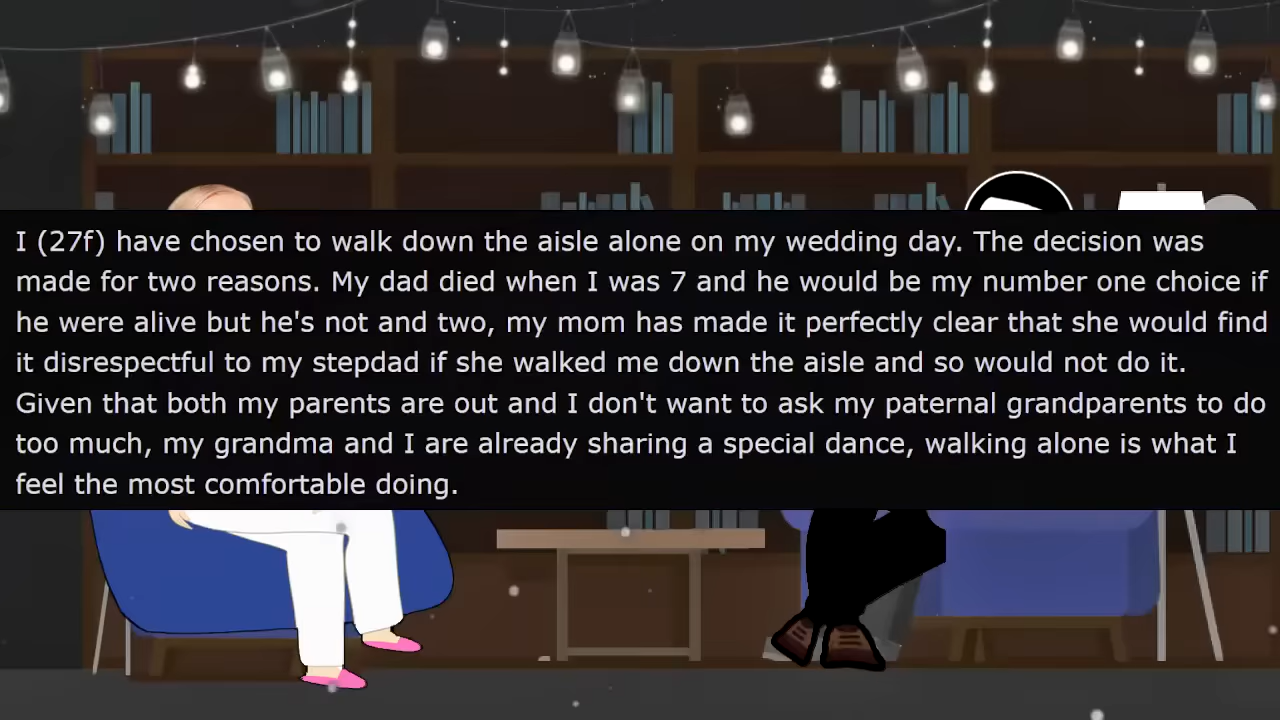 I (27f) have chosen to walk down the aisle alone on my wedding day. The decision was
made for two reasons. My dad died when I was 7 and he would be my number one choice if
he were alive but he's not and two, my mom has made it perfectly clear that she would find
it disrespectful to my stepdad if she walked me down the aisle and so would not do it.
Given that both my parents are out and I don't want to ask my paternal grandparents to do
too much, my grandma and I are already sharing a special dance, walking alone is what I
feel the most comfortable doing.